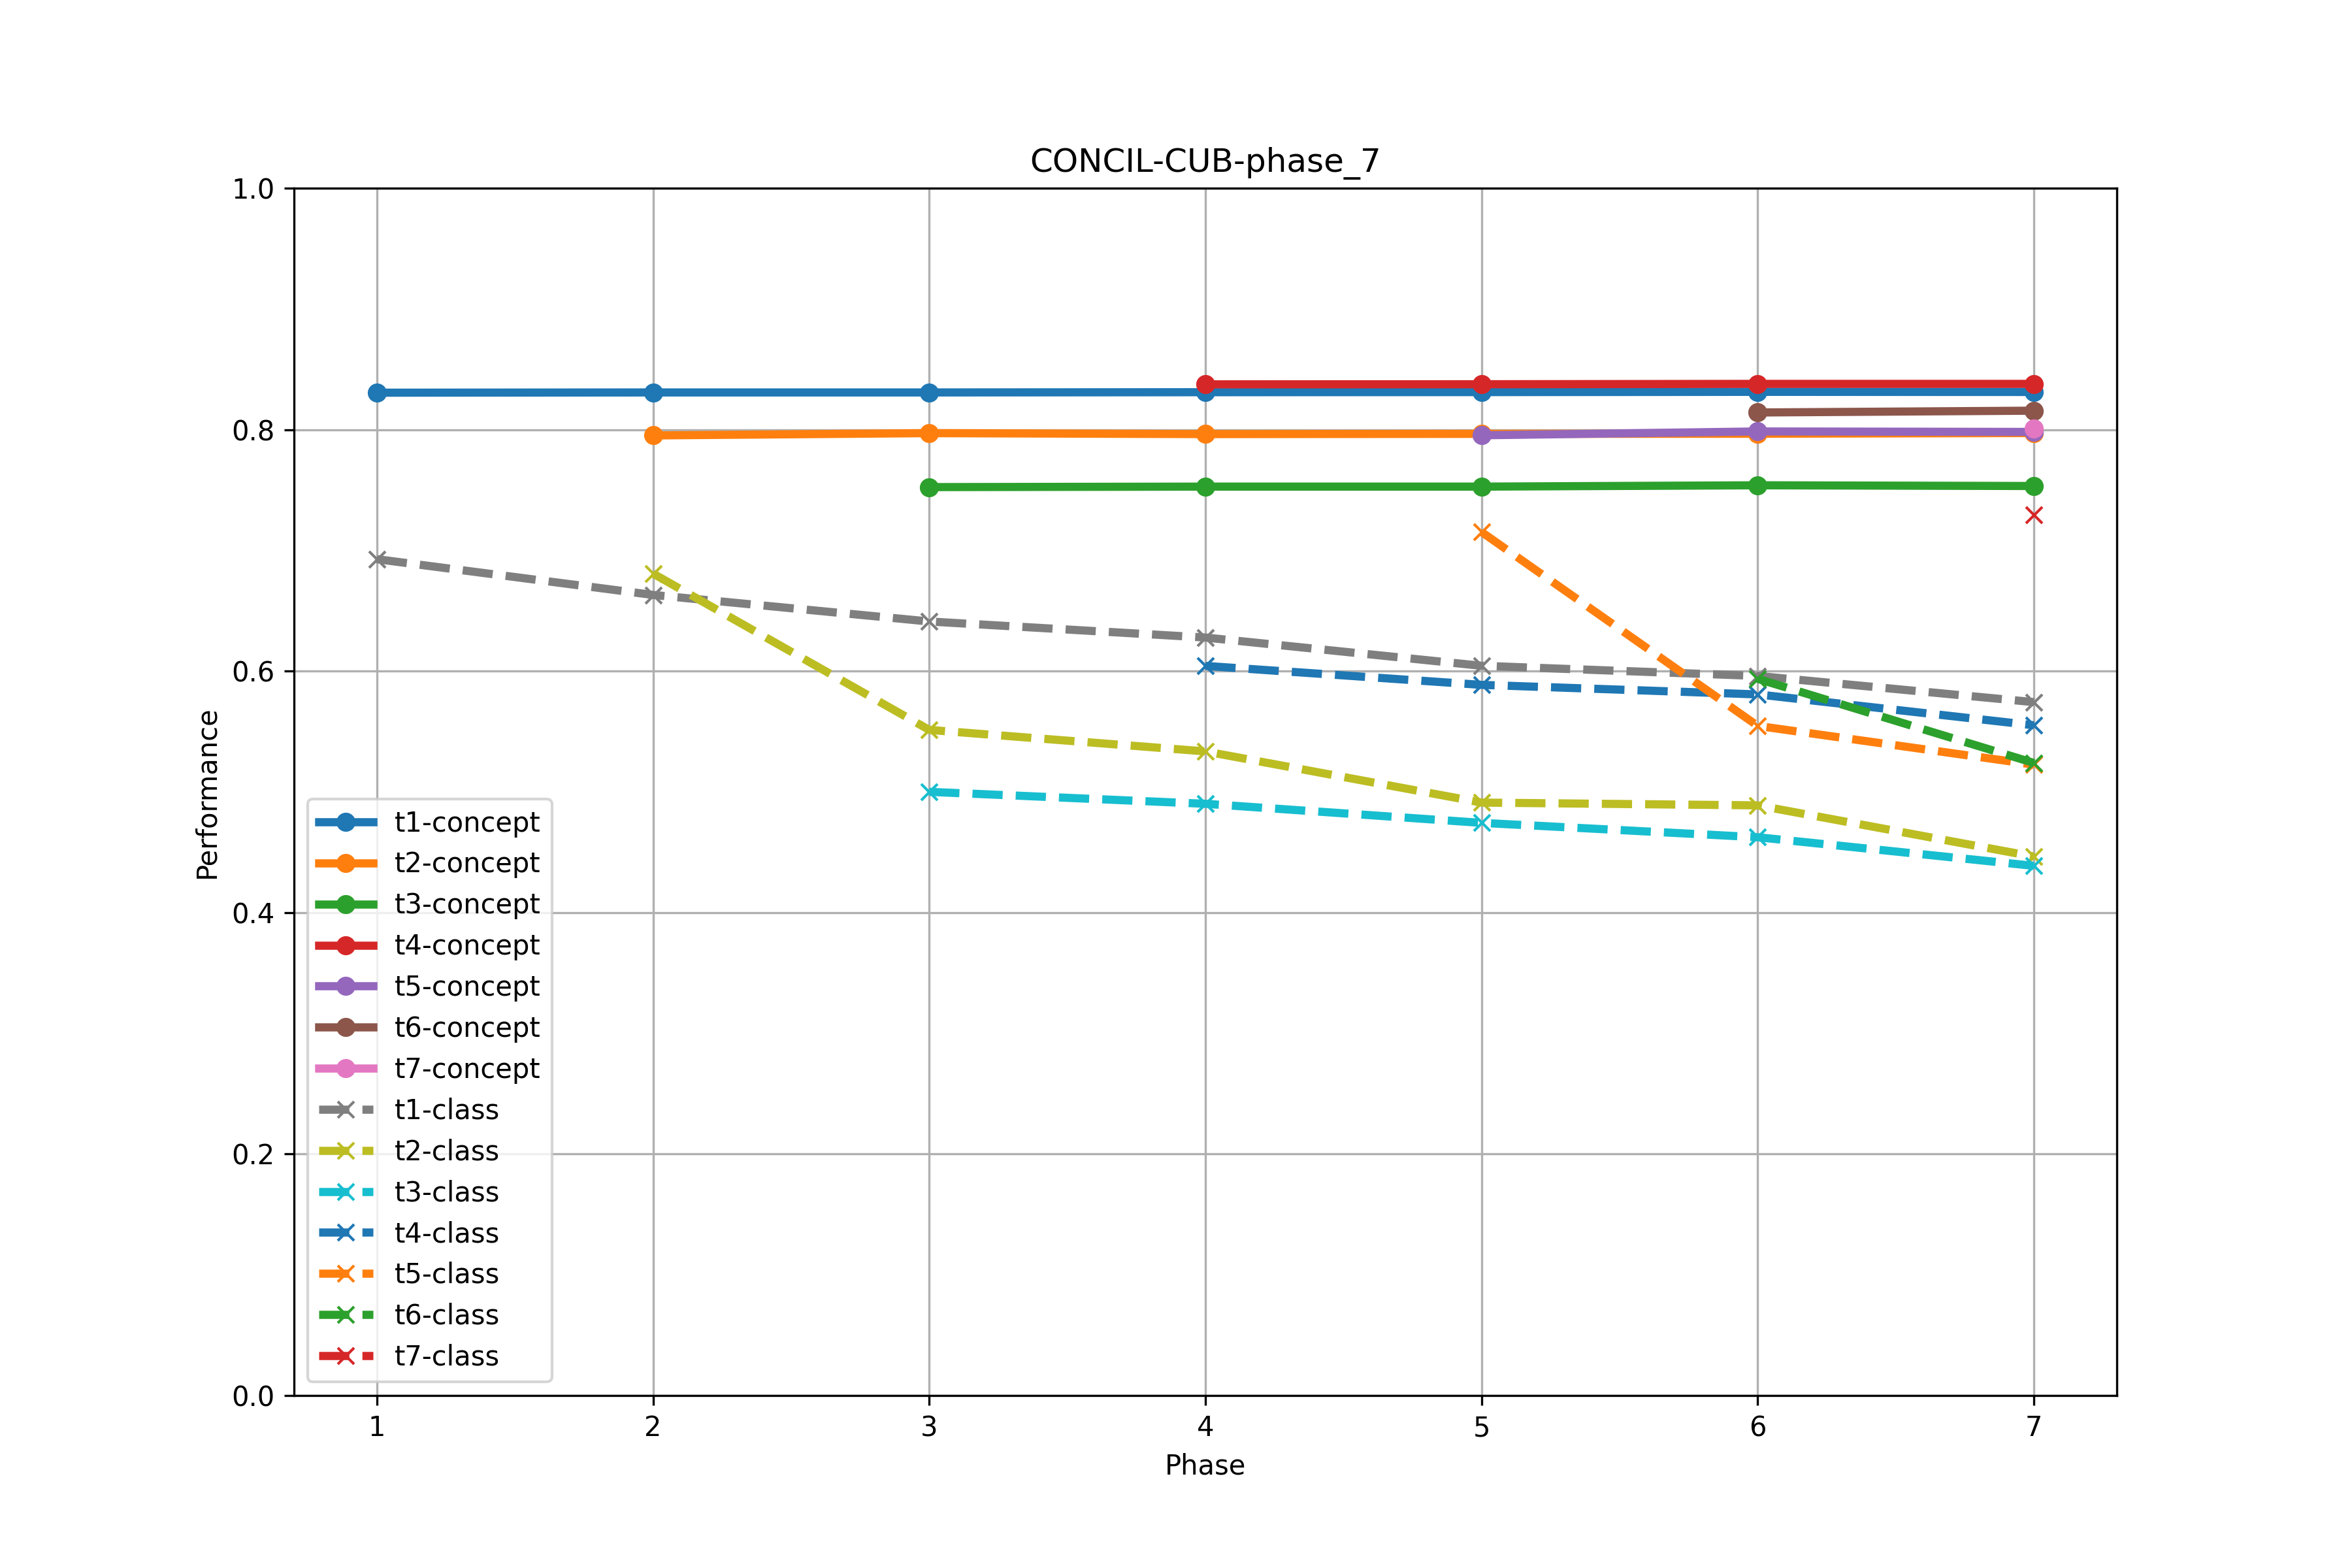 CONCIL-CUB-phase_7
1.0
0.8
0.6
0.4
0.2
0.0
Performance
t1-concept
t2-concept
t3-concept
t4-concept
t5-concept
t6-concept
t7-concept
t1-class
t2-class
t3-class
t4-class
t5-class
t6-class
t7-class
1 2 3 4 5 6 7
Phase